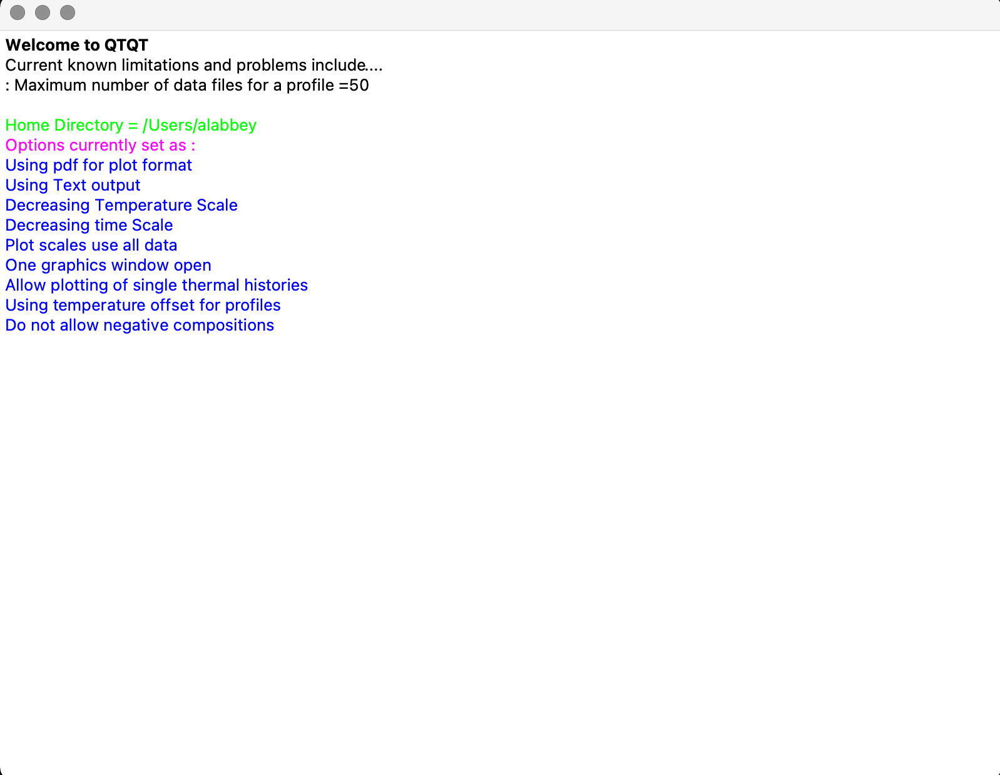 Welcome to QTQT
Current known limitations and problems include....
: Maximum number of data files for a profile =50
Home Directory = /Users/alabbey
Options currently set as :
Using pdf for plot format
Using Text output
Decreasing Temperature Scale
Decreasing time Scale
Plot scales use all data
One graphics window open
Allow plotting of single thermal histories
Using temperature offset for profiles
Do not allow negative compositions